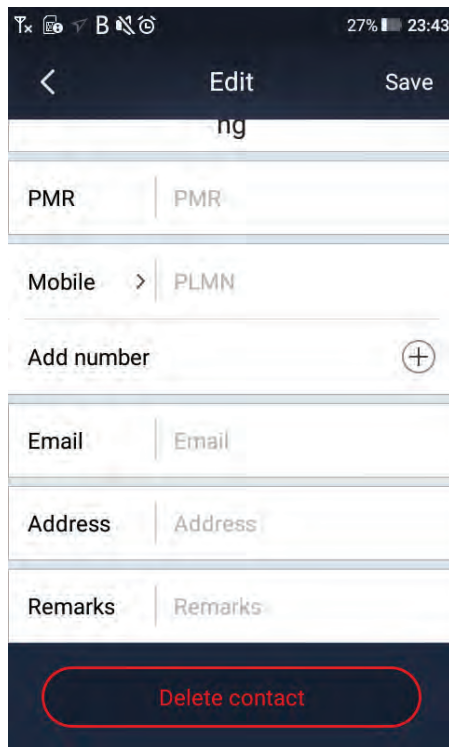 B 27% 23:43
Edit Save
ng
PMR PMR
Mobile > PLMN
Add number
Email Email
Address Address
Remarks Remarks
Delete contact